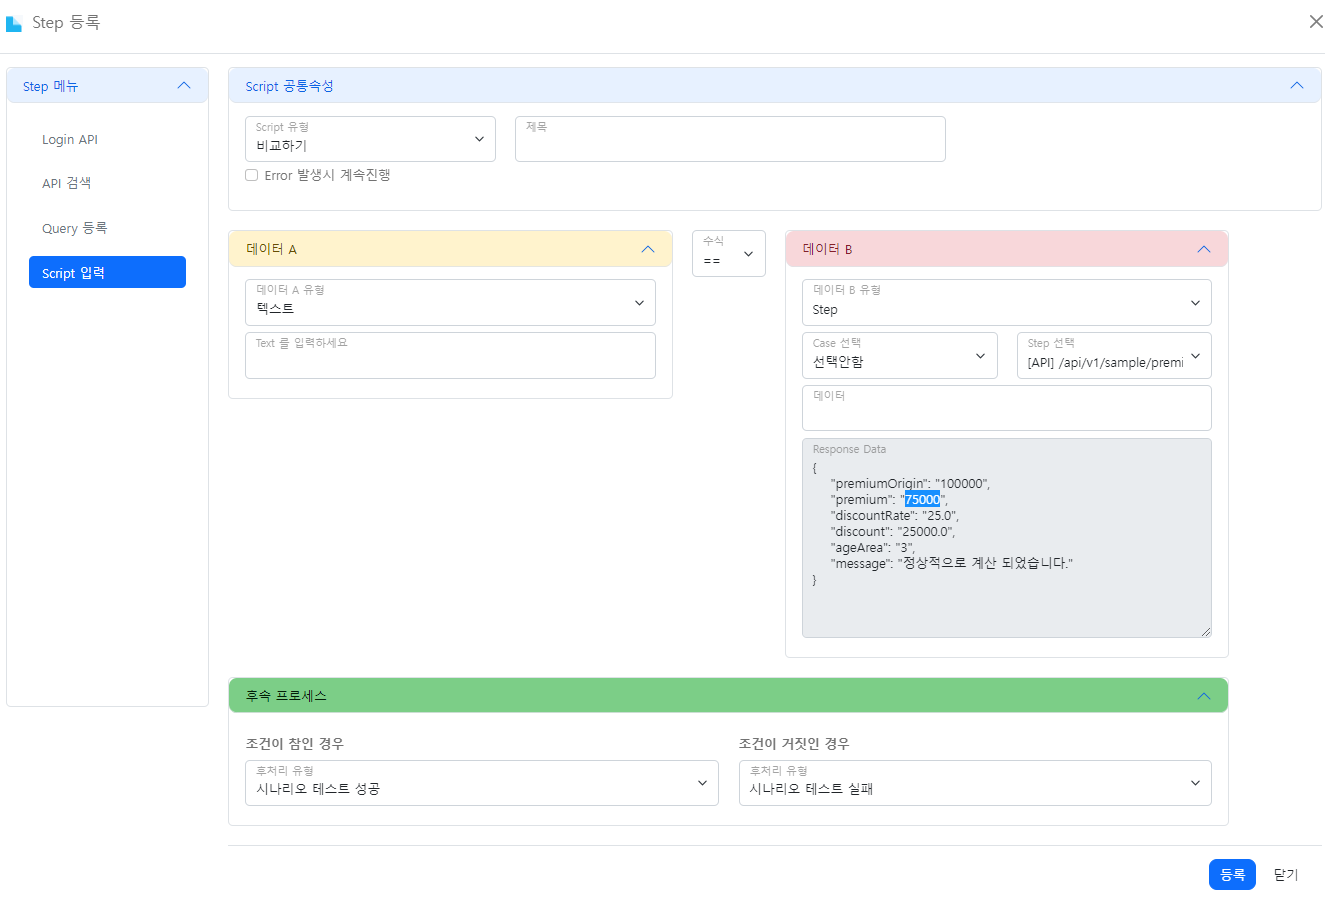 Step 등록
Step 메뉴
Login API
API 검색
Query 등록
Script 입력
Script 공통속성
Script 유형
비교하기
제목
Error 발생시 계속진행
데이터 A
데이터 A 유형
텍스트
Text 를 입력하세요
수식
==
데이터 B
데이터 B 유형
Step
Case 선택
선택안함
Step 선택
[API] /api/v1/sample/premi
데이터
Response Data
{
"premiumOrigin": "100000",
"premium": "75000",
"discountRate": "25.0",
"discount": "25000.0",
"ageArea": "3",
"message": "정상적으로 계산 되었습니다."
}
후속 프로세스
조건이 참인 경우
후처리 유형
시나리오 테스트 성공
조건이 거짓인 경우
후처리 유형
시나리오 테스트 실패
등록
닫기